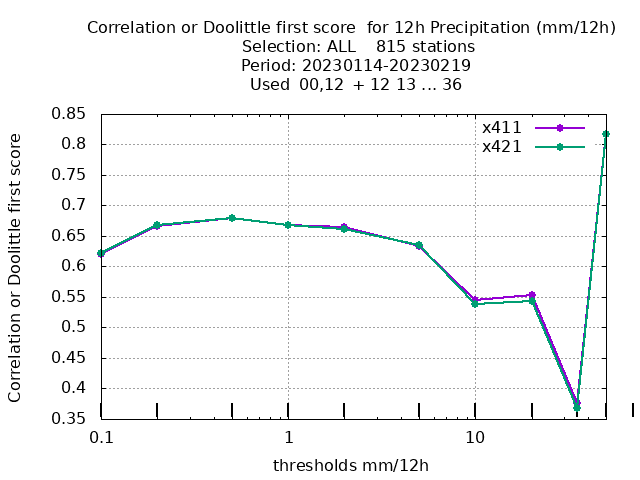 Correlation or Doolittle first score  for 12h Precipitation (mm/12h)
Selection: ALL    815 stations
Period: 20230114-20230219
Used  00,12  + 12 13 ... 36
x411
x421
0.85
0.8
0.75
0.7
0.65
0.6
0.55
0.5
0.45
0.4
0.35
Correlation or Doolittle first score
0.1
1
10
thresholds mm/12h